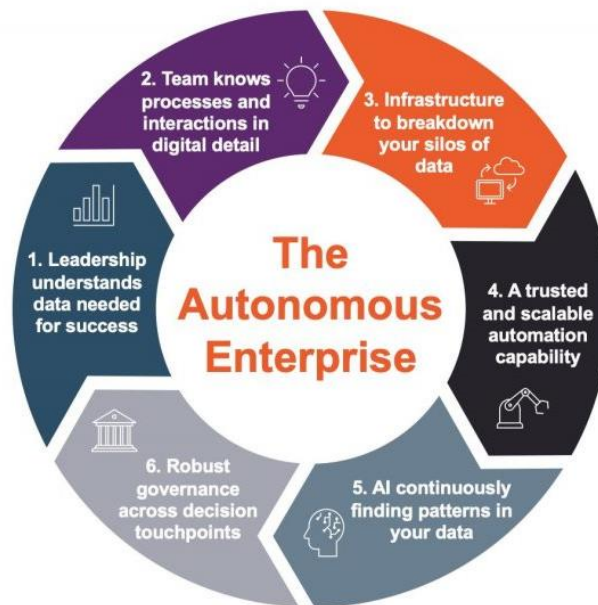 The
Autonomous
Enterprise
1. Leadership
understands
data needed
for success
2. Team knows
processes and
interactions in
digital detail
3. Infrastructure
to breakdown
your silos of
data
4. A trusted
and scalable
automation
capability
5. AI continuously
finding patterns in
your data
6. Robust
governance
across decision
touchpoints